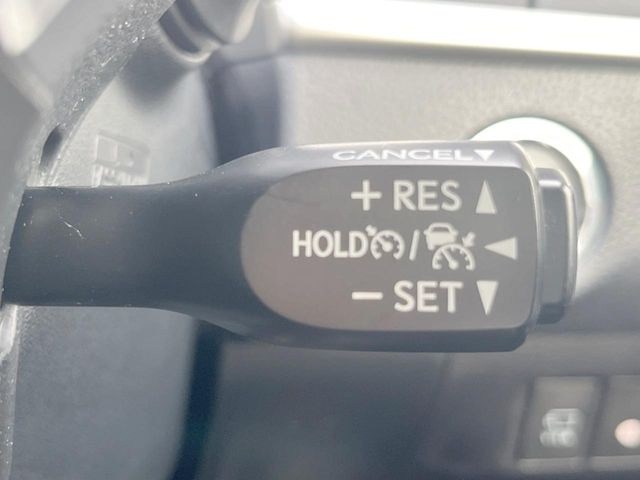 CANCEL▼
+ RES ▲
HOLD / ◀
− SET ▼